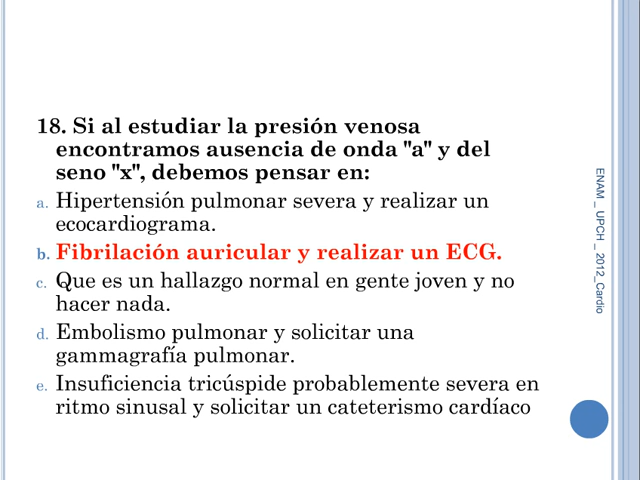 18. Si al estudiar la presión venosa
encontramos ausencia de onda "a" y del
seno "x", debemos pensar en:
a. Hipertensión pulmonar severa y realizar un
ecocardiograma.
b. Fibrilación auricular y realizar un ECG.
c. Que es un hallazgo normal en gente joven y no
hacer nada.
d. Embolismo pulmonar y solicitar una
gammagrafía pulmonar.
e. Insuficiencia tricúspide probablemente severa en
ritmo sinusal y solicitar un cateterismo cardíaco
ENAM _ UPCH _ 2012_Cardio